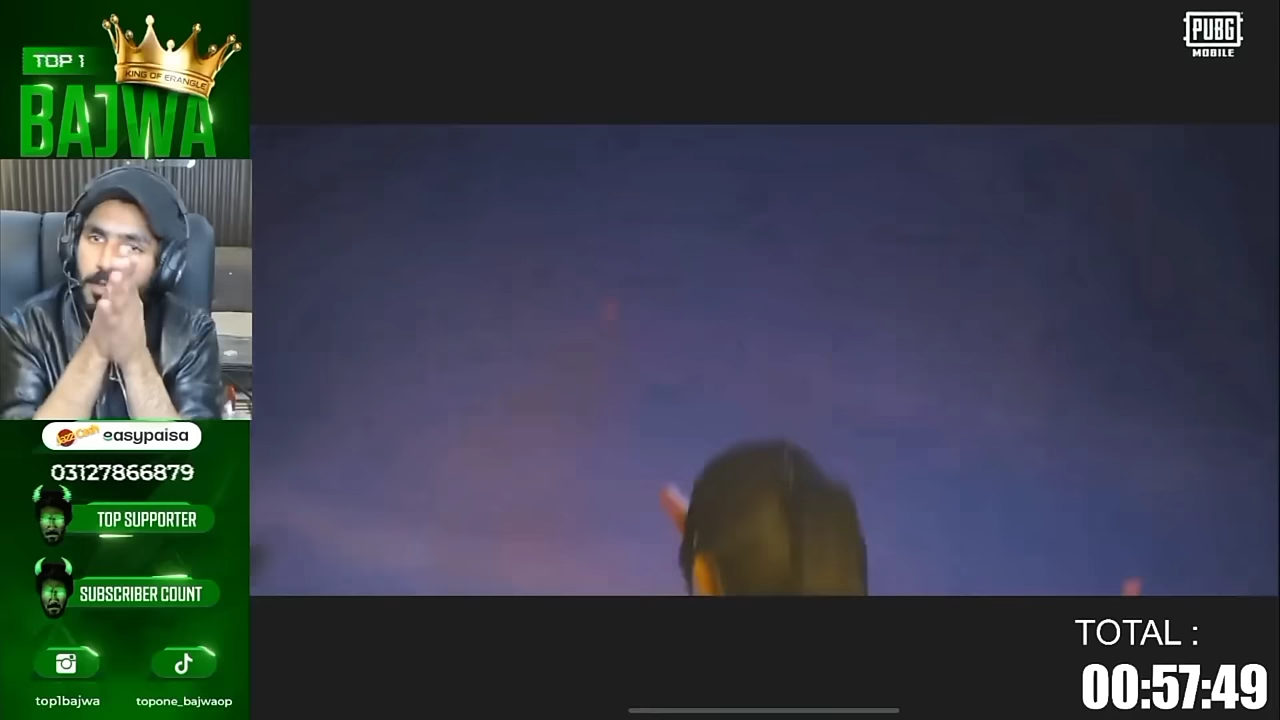 TOP 1
KING OF ERANGLE
BAJWA
JazzCash easypaisa
03127866879
TOP SUPPORTER
SUBSCRIBER COUNT
top1bajwa
topone_bajwaop
PUBG
MOBILE
TOTAL :
00:57:49